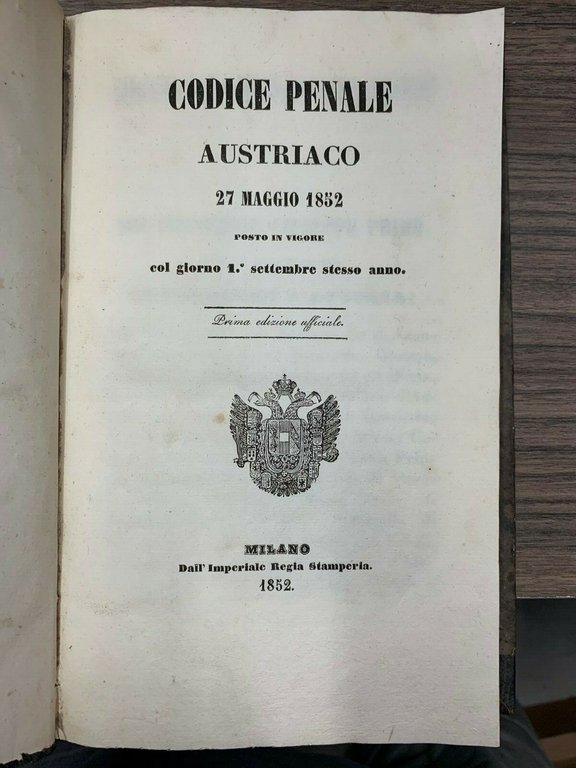 CODICE PENALE
AUSTRIACO
27 MAGGIO 1852
POSTO IN VIGORE
col giorno 1.º settembre stesso anno.
Prima edizione ufficiale.
MILANO
Dall' Imperiale Regia Stamperia.
1852.